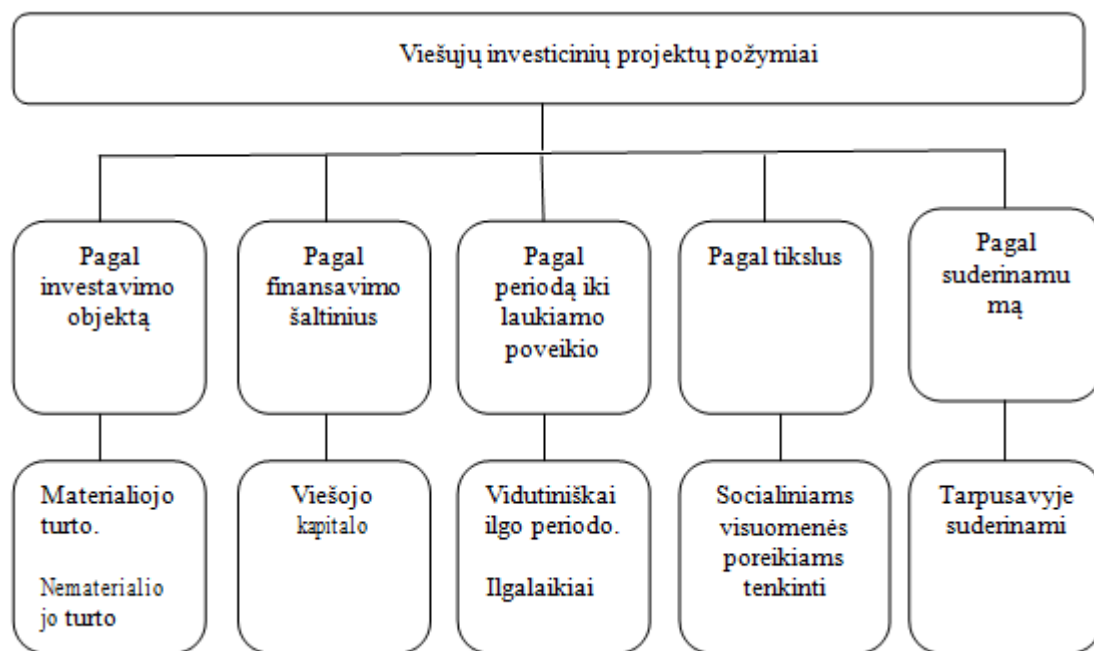 Viešųjų investicinių projektų požymiai
Pagal
investavimo
objektą
Pagal
finansavimo
šaltinius
Pagal
periodą iki
laukiamo
poveikio
Pagal tikslus
Pagal
suderinamu
mą
Materialiojo
turto.
Nematerialio
jo turto
Viešojo
kapitalo
Vidutiniškai
ilgo periodo.
Ilgalaikiai
Socialiniams
visuomenės
poreikiams
tenkinti
Tarpusavyje
suderinami